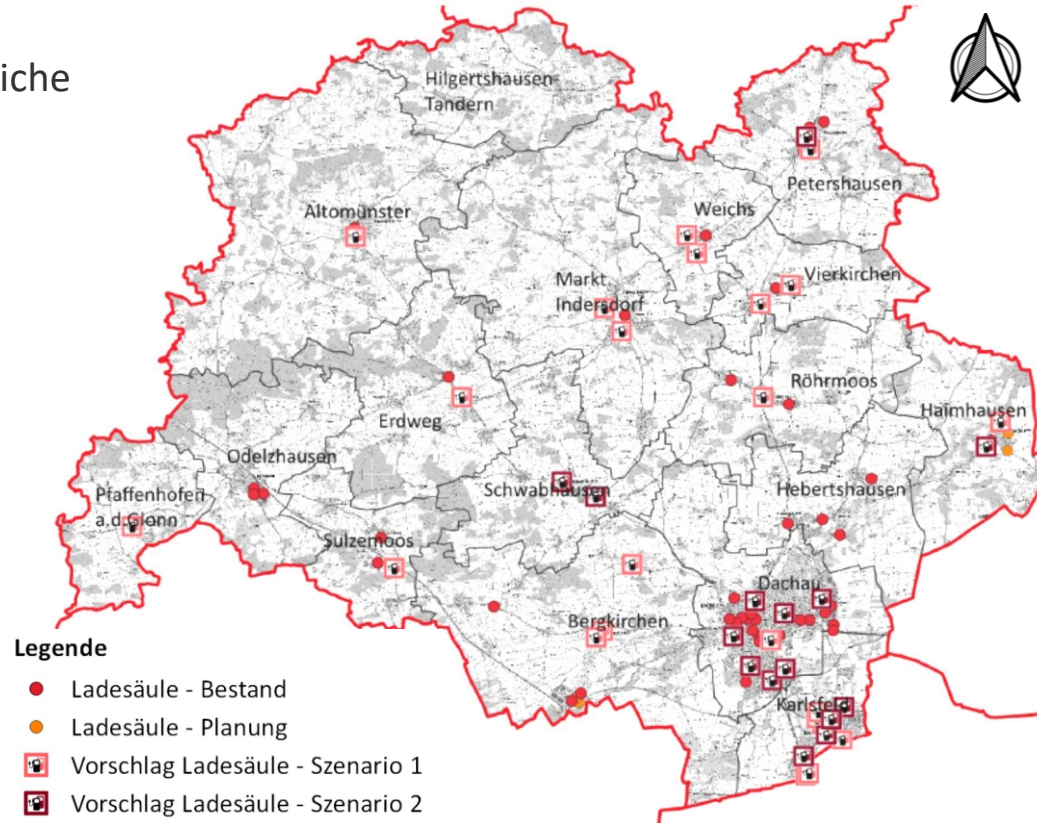 iche
Hilgertshausen-
Tandern
Petershausen
Altomünster
Weichs
Markt
Indersdorf
Vierkirchen
Röhrmoos
Erdweg
Haimhausen
Odelzhausen
Pfaffenhofen
a.d.Glonn
Schwabhausen
Hebertshausen
Sulzemoos
Dachau
Bergkirchen
Karlsfeld
Legende
Ladesäule - Bestand
Ladesäule - Planung
Vorschlag Ladesäule - Szenario 1
Vorschlag Ladesäule - Szenario 2